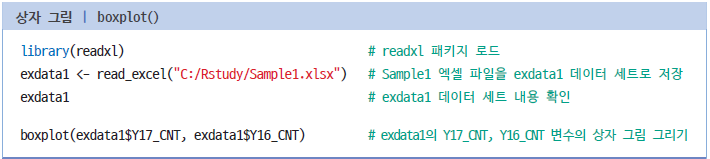 상자 그림 | boxplot()
library(readxl) # readxl 패키지 로드
exdata1 <- read_excel("C:/Rstudy/Sample1.xlsx") # Sample1 엑셀 파일을 exdata1 데이터 세트로 저장
exdata1 # exdata1 데이터 세트 내용 확인
boxplot(exdata1$Y17_CNT, exdata1$Y16_CNT) # exdata1의 Y17_CNT, Y16_CNT 변수의 상자 그림 그리기